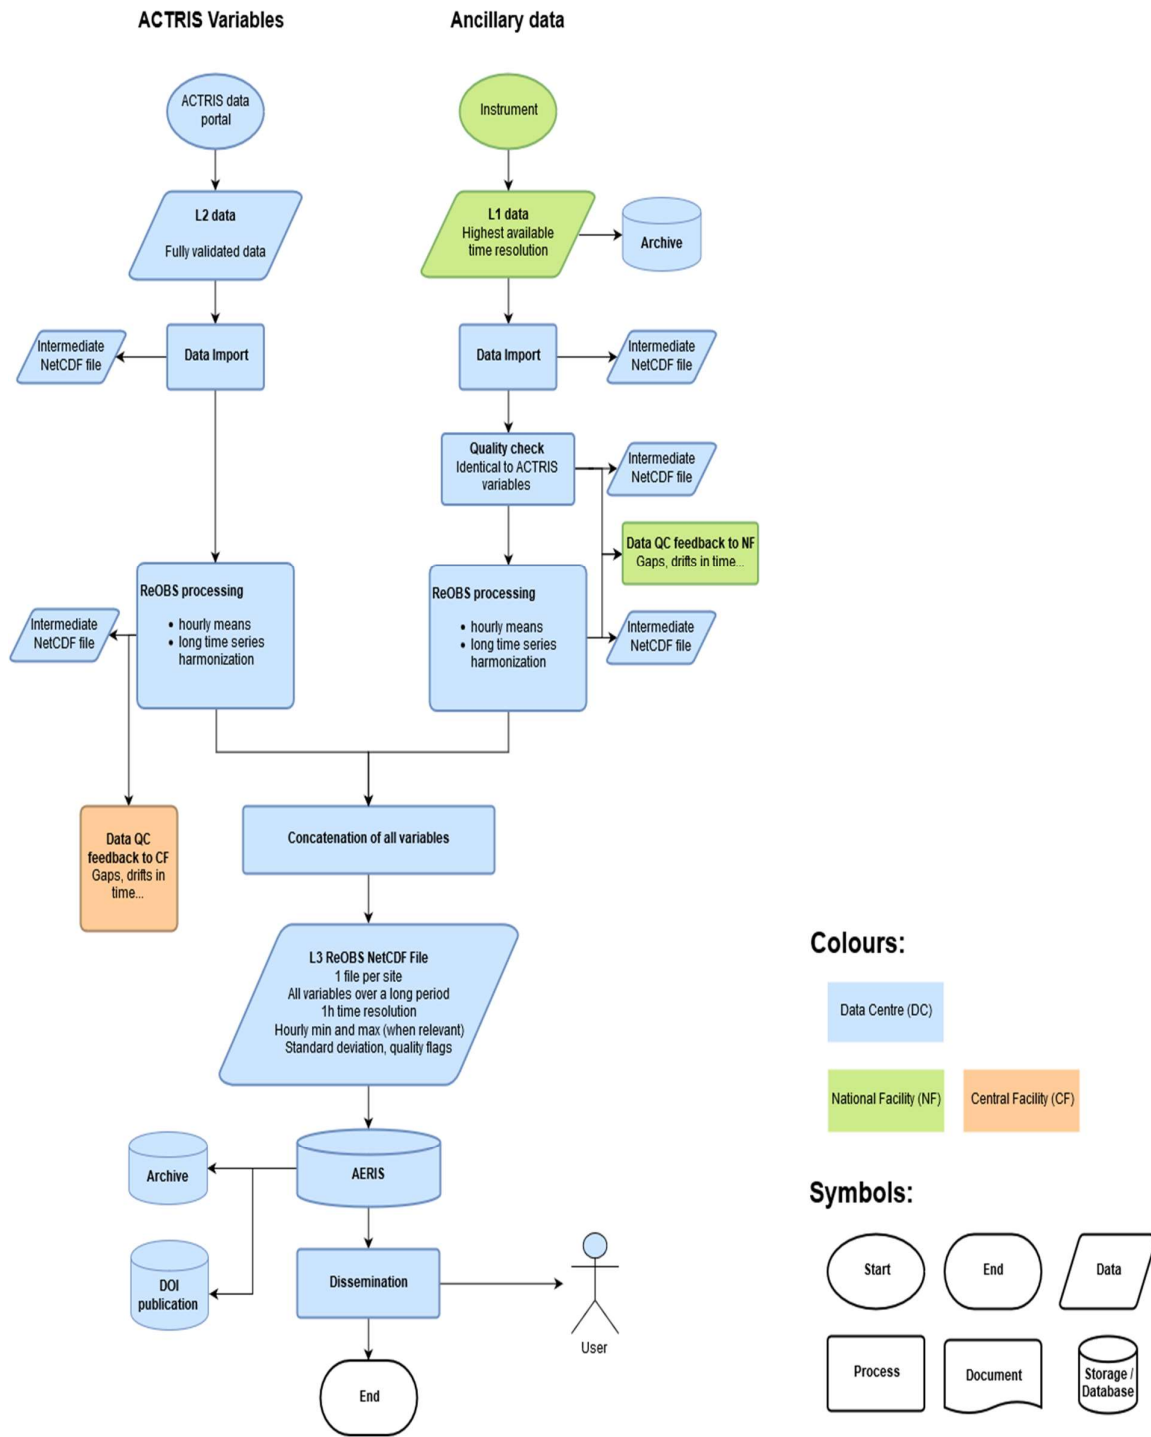 ACTRIS Variables
Ancillary data
ACTRIS data
portal
Instrument
L2 data
Fully validated data
L1 data
Highest available
time resolution
Archive
Intermediate
NetCDF file
Data Import
Data Import
Intermediate
NetCDF file
Quality check
Identical to ACTRIS
variables
Intermediate
NetCDF file
Data QC feedback to NF
Gaps, drifts in time...
ReOBS processing
• hourly means
• long time series
harmonization
Intermediate
NetCDF file
ReOBS processing
• hourly means
• long time series
harmonization
Intermediate
NetCDF file
Data QC
feedback to CF
Gaps, drifts in
time...
Concatenation of all variables
L3 ReOBS NetCDF File
1 file per site
All variables over a long period
1h time resolution
Hourly min and max (when relevant)
Standard deviation, quality flags
Archive
AERIS
DOI
publication
Dissemination
User
End
Colours:
Data Centre (DC)
National Facility (NF)
Central Facility (CF)
Symbols:
Start
End
Data
Process
Document
Storage /
Database